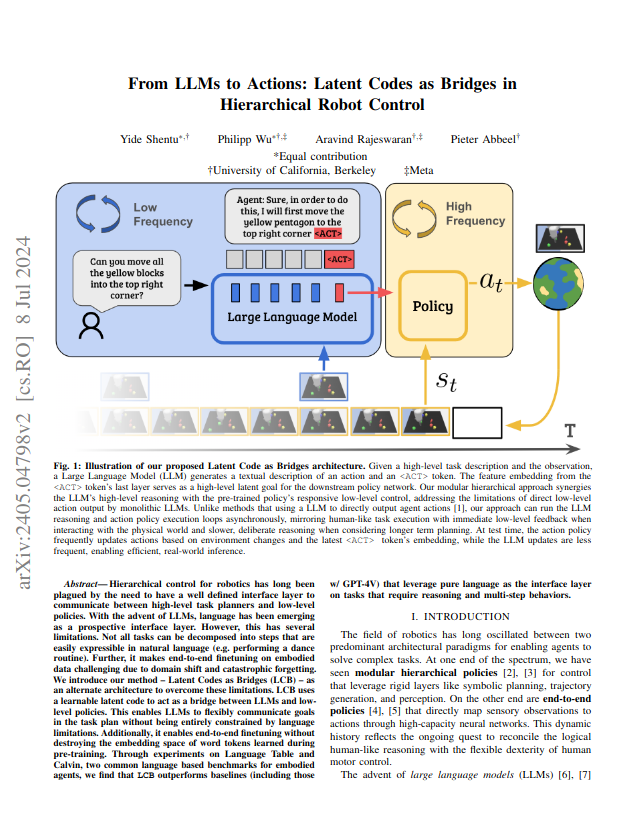 From LLMs to Actions: Latent Codes as Bridges in
Hierarchical Robot Control
Yide Shentu*,† Philipp Wu*†,‡ Aravind Rajeswaran†,‡ Pieter Abbeel†
*Equal contribution
†University of California, Berkeley ‡Meta
arXiv:2405.04798v2 [cs.RO] 8 Jul 2024
Low
Frequency
Agent: Sure, in order to do
this, I will first move the
yellow pentagon to the
top right corner <ACT>
High
Frequency
Can you move all
the yellow blocks
into the top right
corner?
<ACT>
Large Language Model
Policy
at
st
T
Fig. 1: Illustration of our proposed Latent Code as Bridges architecture. Given a high-level task description and the observation,
a Large Language Model (LLM) generates a textual description of an action and an <ACT> token. The feature embedding from the
<ACT> token's last layer serves as a high-level latent goal for the downstream policy network. Our modular hierarchical approach synergies
the LLM's high-level reasoning with the pre-trained policy's responsive low-level control, addressing the limitations of direct low-level
action output by monolithic LLMs. Unlike methods that using a LLM to directly output agent actions [1], our approach can run the LLM
reasoning and action policy execution loops asynchronously, mirroring human-like task execution with immediate low-level feedback when
interacting with the physical world and slower, deliberate reasoning when considering longer term planning. At test time, the action policy
frequently updates actions based on environment changes and the latest <ACT> token's embedding, while the LLM updates are less
frequent, enabling efficient, real-world inference.
Abstract—Hierarchical control for robotics has long been
plagued by the need to have a well defined interface layer to
communicate between high-level task planners and low-level
policies. With the advent of LLMs, language has been emerging
as a prospective interface layer. However, this has several
limitations. Not all tasks can be decomposed into steps that are
easily expressible in natural language (e.g. performing a dance
routine). Further, it makes end-to-end finetuning on embodied
data challenging due to domain shift and catastrophic forgetting.
We introduce our method – Latent Codes as Bridges (LCB) –
as an alternate architecture to overcome these limitations. LCB uses
a learnable latent code to act as a bridge between LLMs and low-
level policies. This enables LLMs to flexibly communicate goals
in the task plan without being entirely constrained by language
limitations. Additionally, it enables end-to-end finetuning without
destroying the embedding space of word tokens learned during
pre-training. Through experiments on Language Table and
Calvin, two common language based benchmarks for embodied
agents, we find that LCB outperforms baselines (including those
w/ GPT-4V) that leverage pure language as the interface layer
on tasks that require reasoning and multi-step behaviors.
I. INTRODUCTION
The field of robotics has long oscillated between two
predominant architectural paradigms for enabling agents to
solve complex tasks. At one end of the spectrum, we have
seen modular hierarchical policies [2], [3] for control
that leverage rigid layers like symbolic planning, trajectory
generation, and perception. On the other end are end-to-end
policies [4], [5] that directly map sensory observations to
actions through high-capacity neural networks. This dynamic
history reflects the ongoing quest to reconcile the logical
human-like reasoning with the flexible dexterity of human
motor control.
The advent of large language models (LLMs) [6], [7]